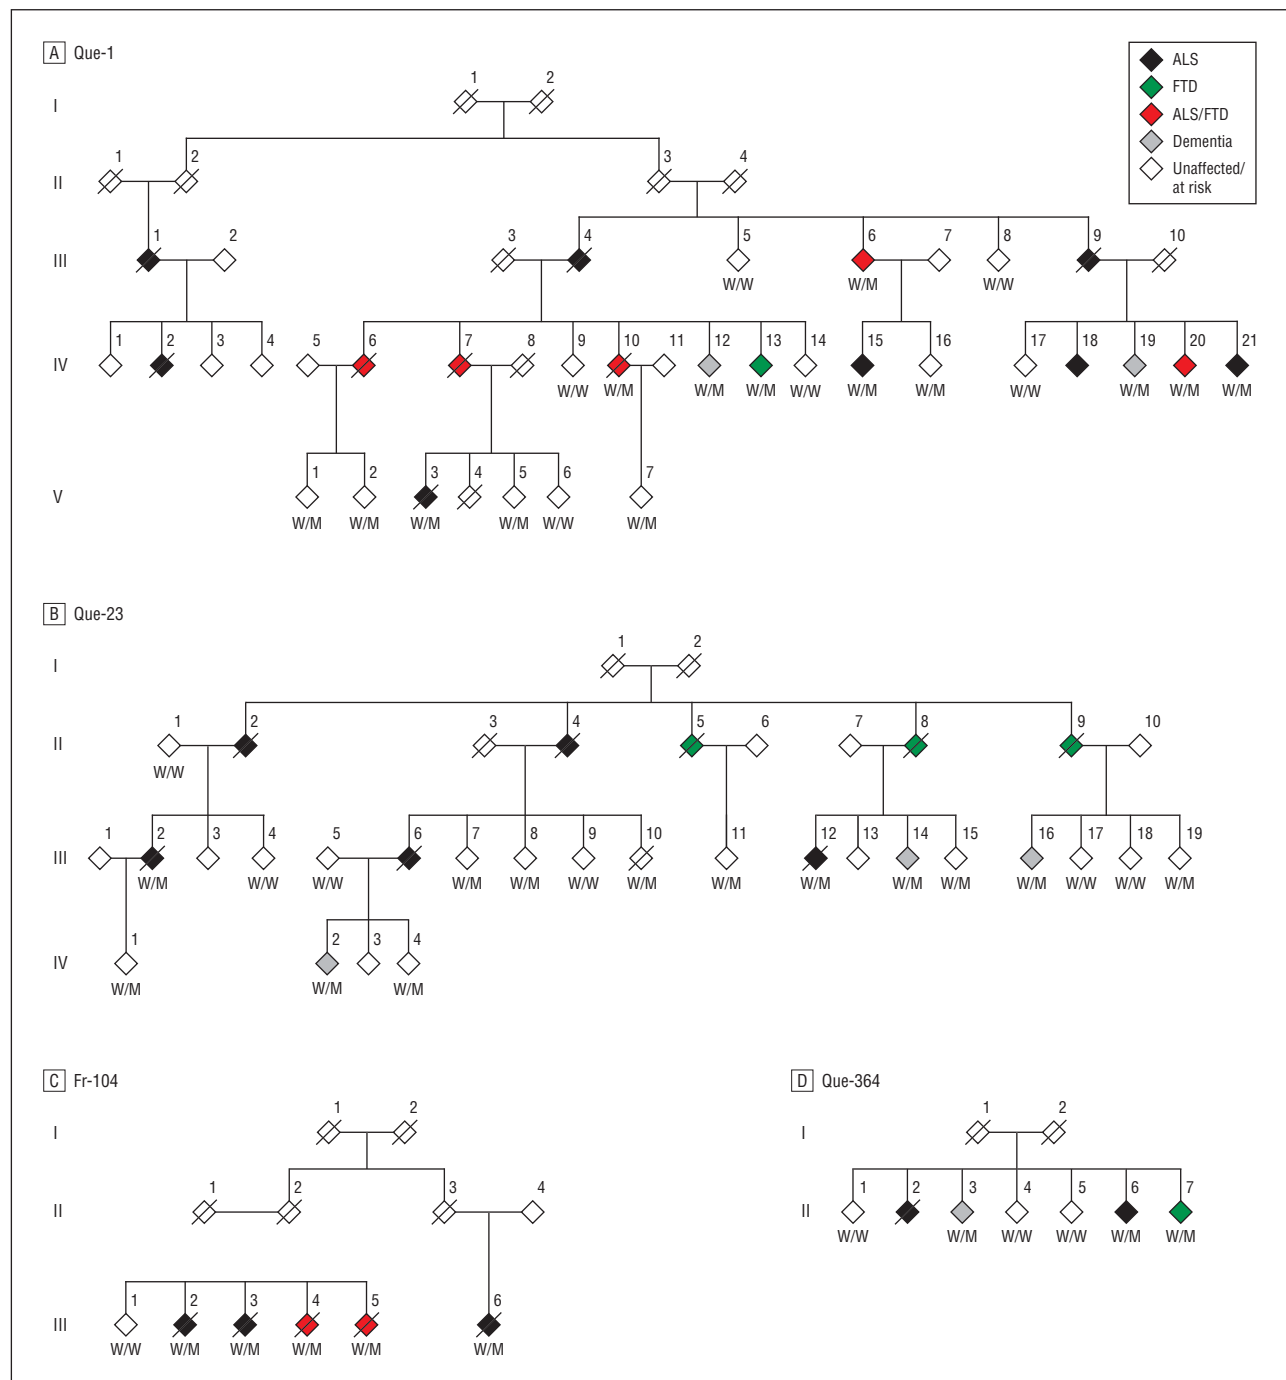 A Que-1
ALS
FTD
ALS/FTD
Dementia
Unaffected/
at risk
I
1 2
II
1 2 3 4
III
1 2 3 4 5 6 7 8 9 10
W/W W/M W/W
IV
1 2 3 4 5 6 7 8 9 10 11 12 13 14 15 16 17 18 19 20 21
W/W W/M W/M W/M W/W W/M W/M W/W W/M W/M W/M
V
1 2 3 4 5 6 7
W/M W/M W/M W/M W/W W/M
B Que-23
I
1 2
II
1 2 3 4 5 6 7 8 9 10
W/W
III
1 2 3 4 5 6 7 8 9 10 11 12 13 14 15 16 17 18 19
W/M W/W W/W W/M W/M W/W W/M W/M W/M W/M W/M W/M W/W W/W W/M
IV
1 2 3 4
W/M W/M W/M
C Fr-104
I
1 2
II
1 2 3 4
III
1 2 3 4 5 6
W/W W/M W/M W/M W/M W/M
D Que-364
I
1 2
II
1 2 3 4 5 6 7
W/W W/M W/W W/W W/M W/M